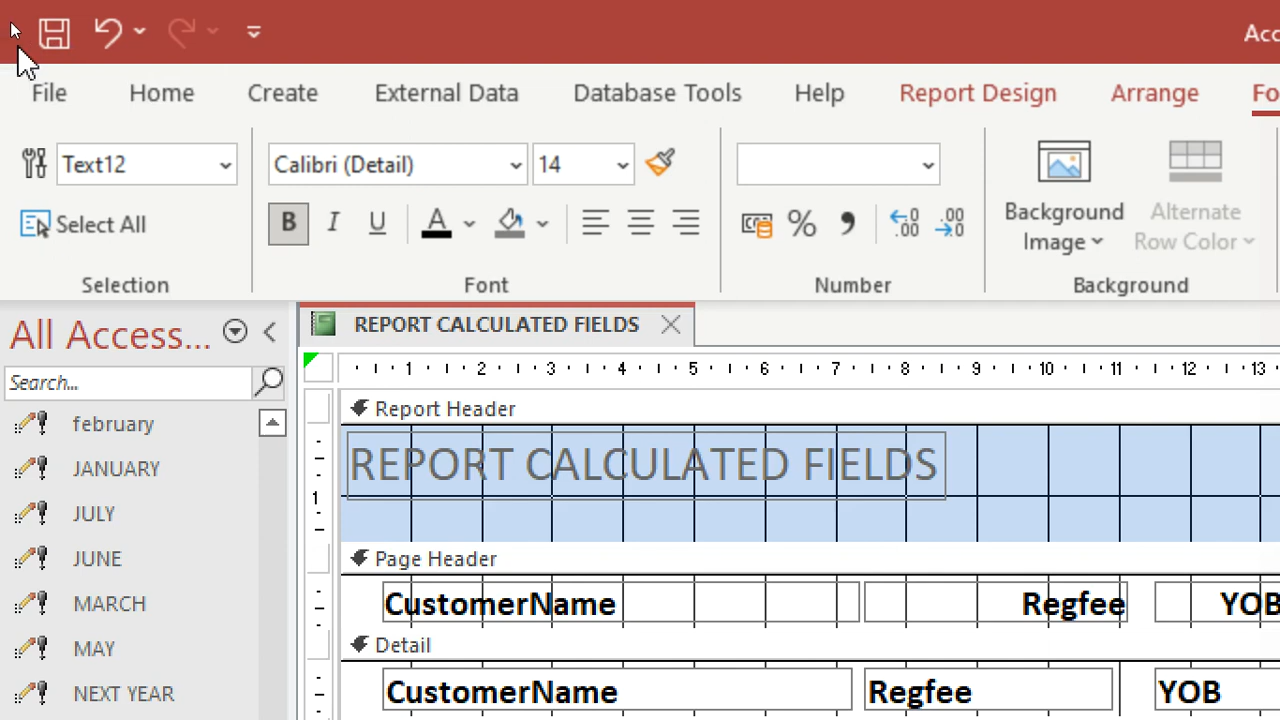 Acc
File Home Create External Data Database Tools Help Report Design Arrange Fo
Text12 Calibri (Detail) 14
Select All B I U A % , .00 .00 Background Image Alternate Row Color
Selection Font Number Background
All Access... REPORT CALCULATED FIELDS
Search... 1 2 3 4 5 6 7 8 9 10 11 12 13
february
JANUARY
JULY
JUNE
MARCH
MAY
NEXT YEAR
Report Header
REPORT CALCULATED FIELDS
1
Page Header
CustomerName Regfee YOB
Detail
CustomerName Regfee YOB